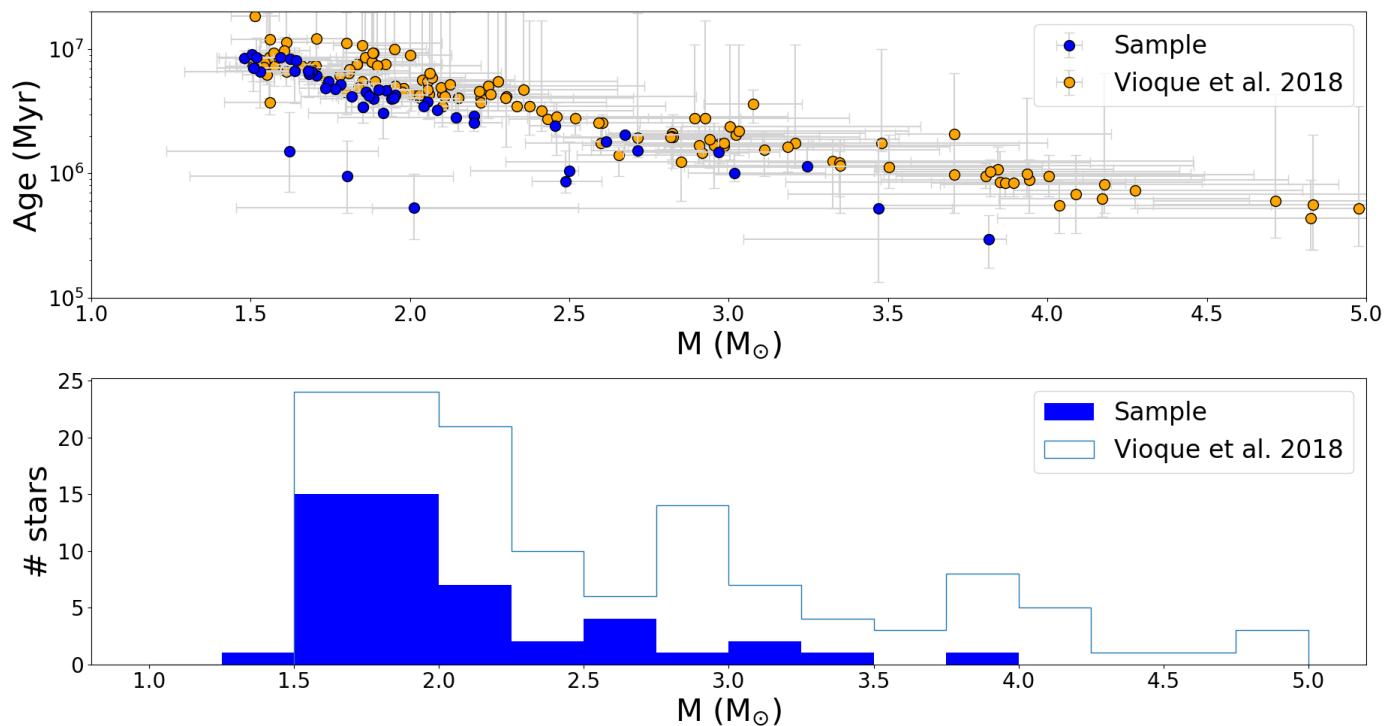 Age (Myr)
10⁷
10⁶
10⁵
Sample
Vioque et al. 2018
1.0 1.5 2.0 2.5 3.0 3.5 4.0 4.5 5.0
M (M☉)
# stars
25
20
15
10
5
0
Sample
Vioque et al. 2018
1.0 1.5 2.0 2.5 3.0 3.5 4.0 4.5 5.0
M (M☉)